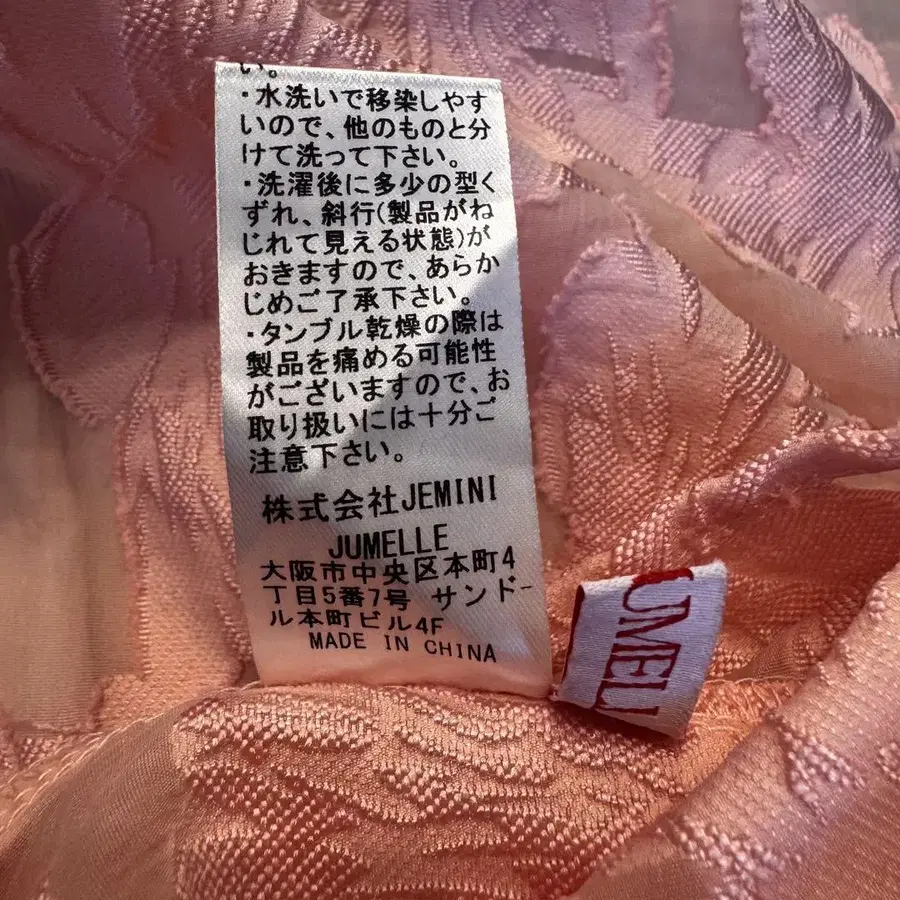 い。
・水洗いで移染しやす
いので、他のものと分
けて洗って下さい。
・洗濯後に多少の型く
ずれ、斜行(製品がね
じれて見える状態)が
おきますので、あらか
じめご了承下さい。
・タンブル乾燥の際は
製品を痛める可能性
がございますので、お
取り扱いには十分ご
注意下さい。
株式会社JEMINI
JUMELLE
大阪市中央区本町4
丁目5番7号 サンドー
ル本町ビル4F
MADE IN CHINA
UMELL